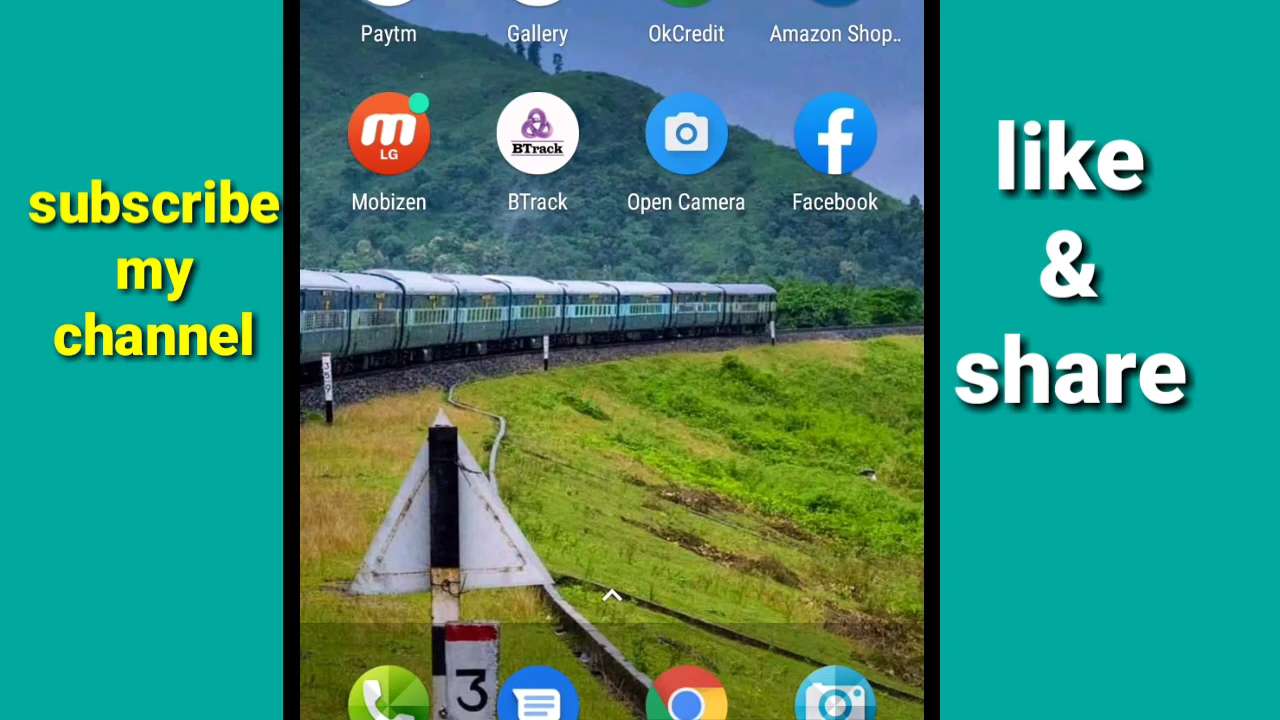 Paytm Gallery OkCredit Amazon Shop..
m
LG
BTrack
Mobizen BTrack Open Camera Facebook
subscribe
my
channel
like
&
share
3